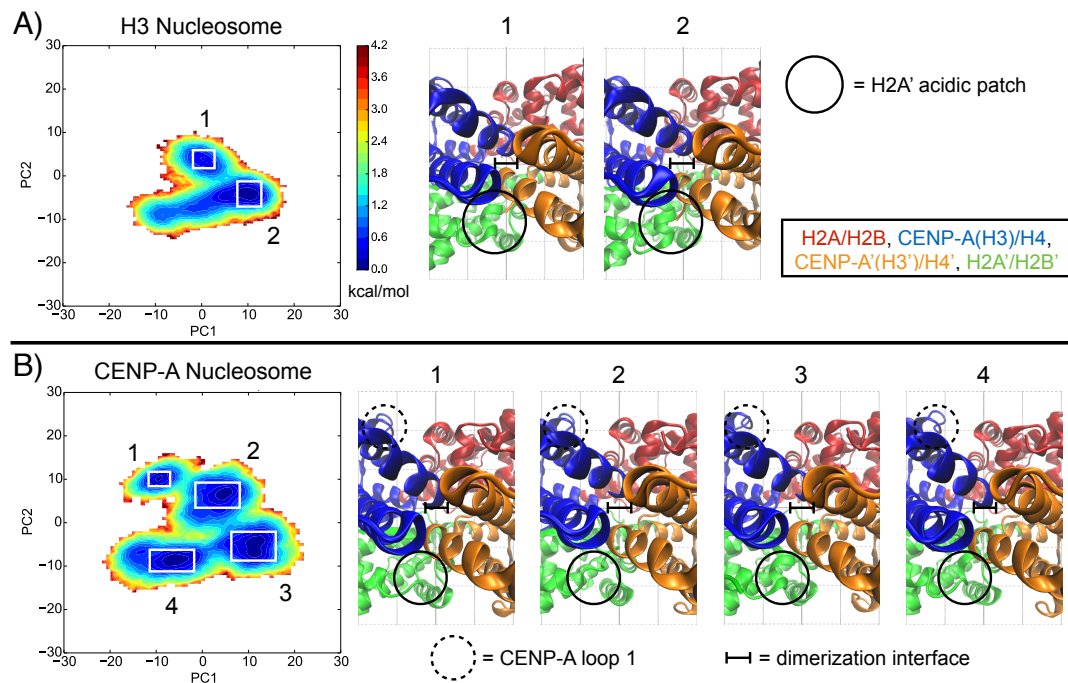 A)
H3 Nucleosome
30
20
10
0
−10
−20
−30
−30 −20 −10 0 10 20 30
PC2
PC1
1
2
4.2
3.6
3.0
2.4
1.8
1.2
0.6
0.0
kcal/mol
1 2
= H2A' acidic patch
H2A/H2B, CENP-A(H3)/H4,
CENP-A'(H3')/H4', H2A'/H2B'
B)
CENP-A Nucleosome
30
20
10
0
−10
−20
−30
−30 −20 −10 0 10 20 30
PC2
PC1
1 2
4 3
1 2 3 4
= CENP-A loop 1 = dimerization interface